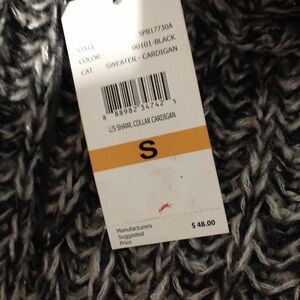 STYLE 5PB17730A
COLOR 00101-BLACK
CAT. SWEATER - CARDIGAN
8 88982 34742 5
L/S SHAWL COLLAR CARDIGAN
S
Manufacturers
Suggested
Price $ 48.00